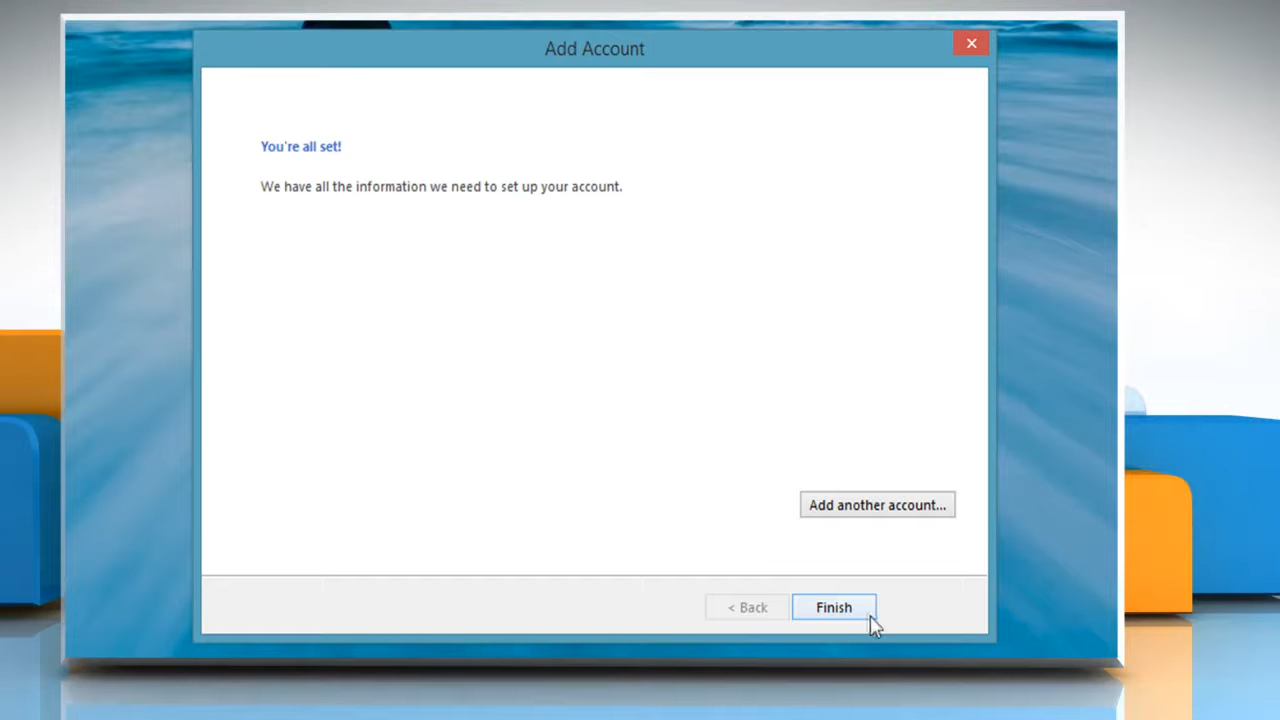 Add Account
You're all set!
We have all the information we need to set up your account.
Add another account...
< Back
Finish